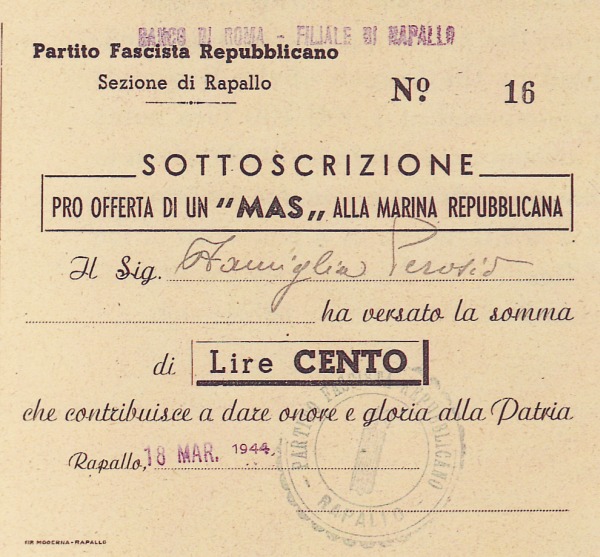 BANCO DI ROMA - FILIALE DI RAPALLO
Partito Fascista Repubblicano
Sezione di Rapallo
Nº 16
SOTTOSCRIZIONE
PRO OFFERTA DI UN "MAS„ ALLA MARINA REPUBBLICANA
Il Sig. Famiglia Perosio
ha versato la somma
di Lire CENTO
che contribuisce a dare onore e gloria alla Patria
Rapallo, 18 MAR. 1944.
PARTITO FASCISTA REPUBBLICANO
RAPALLO
TIP. MODERNA - RAPALLO